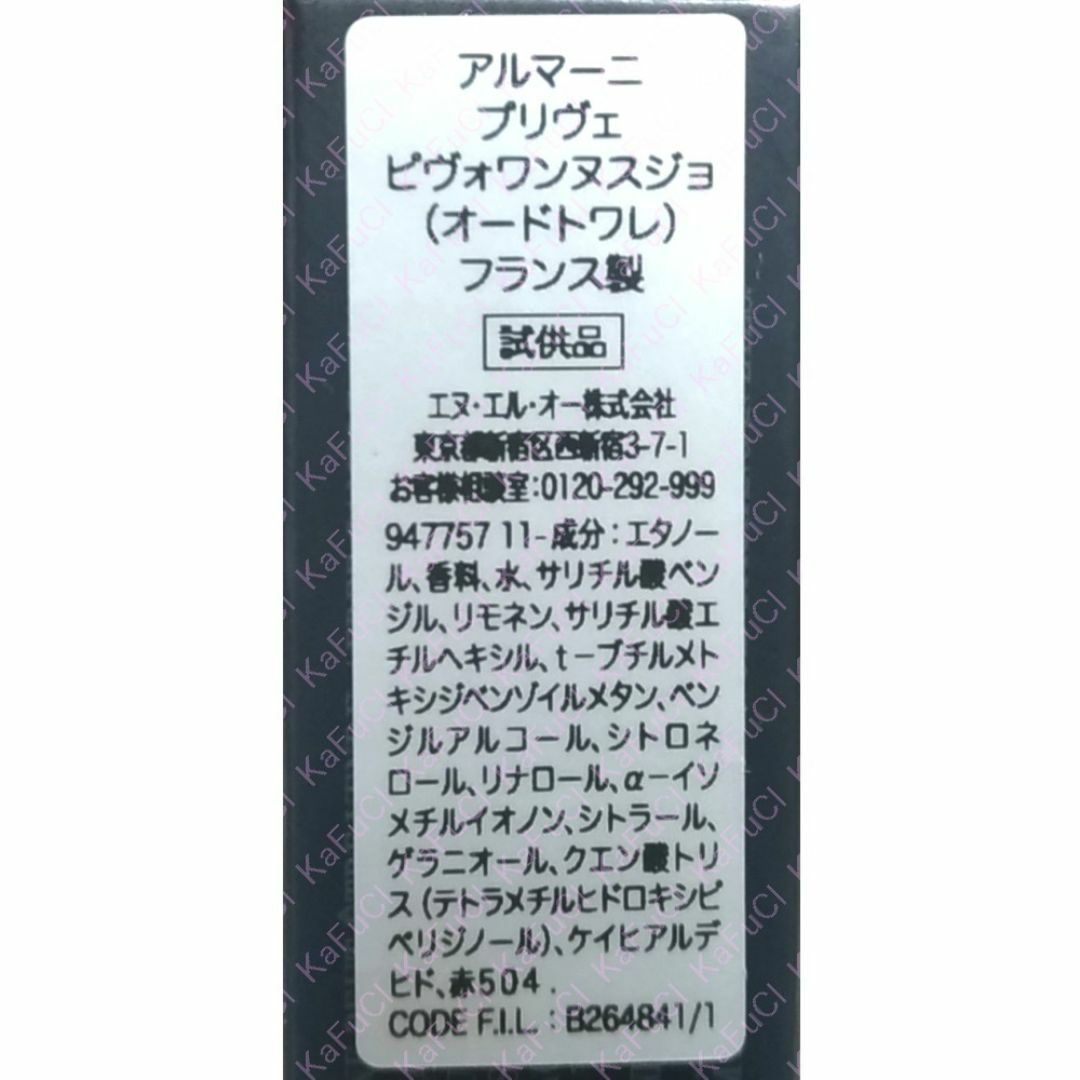 アルマーニ
プリヴェ
ピヴォワンヌスジョ
(オードトワレ)
フランス製
試供品
エヌ・エル・オー株式会社
東京都新宿区西新宿3-7-1
お客様相談室:0120-292-999
947757 11-成分:エタノー
ル、香料、水、サリチル酸ベン
ジル、リモネン、サリチル酸エ
チルヘキシル、t－ブチルメト
キシジベンゾイルメタン、ベン
ジルアルコール、シトロネ
ロール、リナロール、α－イソ
メチルイオノン、シトラール、
ゲラニオール、クエン酸トリ
ス(テトラメチルヒドロキシピ
ペリジノール)、ケイヒアルデ
ヒド、赤504.
CODE F.I.L. : B264841/1
KaFuCI